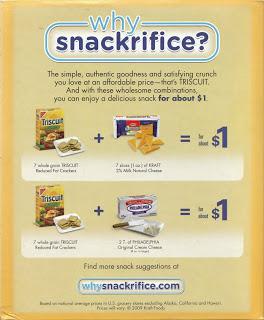 why
snackrifice?
The simple, authentic goodness and satisfying crunch
you love at an affordable price—that's TRISCUIT.
And with these wholesome combinations,
you can enjoy a delicious snack for about $1.
Triscuit
+
=
for about
$1
7 whole grain TRISCUIT
Reduced Fat Crackers
7 slices (1 oz.) of KRAFT
2% Milk Natural Cheese
Triscuit
+
PHILADELPHIA
=
for about
$1
7 whole grain TRISCUIT
Reduced Fat Crackers
2 T. of PHILADELPHIA
Original Cream Cheese
Find more snack suggestions at
whysnackrifice.com
Based on national average prices in U.S. grocery stores excluding Alaska, California and Hawaii.
Prices will vary. © 2009 Kraft Foods